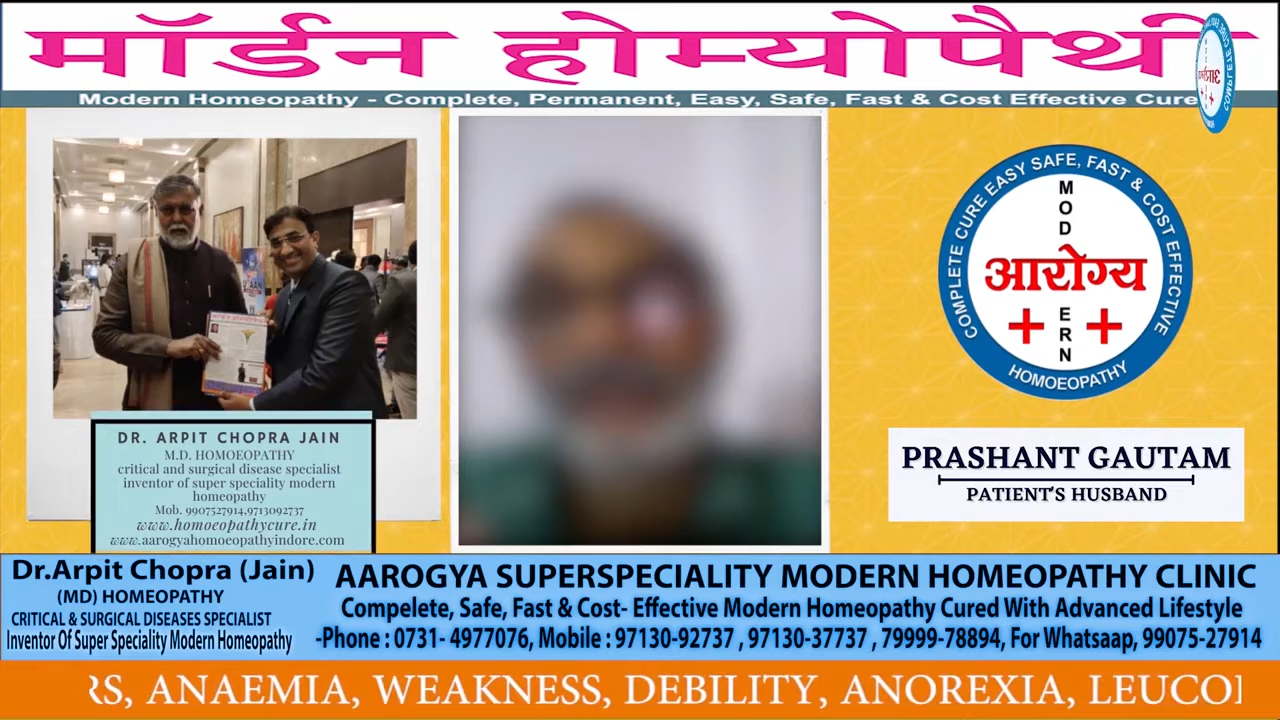 मॉर्डन होम्योपैथी
Modern Homeopathy - Complete, Permanent, Easy, Safe, Fast & Cost Effective Cure
COMPLETE CURE EASY SAFE, FAST & COST EFFECTIVE
MOD
आरोग्य
ERN
HOMOEOPATHY
DR. ARPIT CHOPRA JAIN
M.D. HOMOEOPATHY
critical and surgical disease specialist
inventor of super speciality modern
homeopathy
Mob. 9907527914,9713092737
www.homoeopathycure.in
www.aarogyahomoeopathyindore.com
PRASHANT GAUTAM
PATIENT'S HUSBAND
Dr.Arpit Chopra (Jain)
(MD) HOMEOPATHY
CRITICAL & SURGICAL DISEASES SPECIALIST
Inventor Of Super Speciality Modern Homeopathy
AAROGYA SUPERSPECIALITY MODERN HOMEOPATHY CLINIC
Compelete, Safe, Fast & Cost- Effective Modern Homeopathy Cured With Advanced Lifestyle
-Phone : 0731- 4977076, Mobile : 97130-92737 , 97130-37737 , 79999-78894, For Whatsaap, 99075-27914
RS, ANAEMIA, WEAKNESS, DEBILITY, ANOREXIA, LEUCO